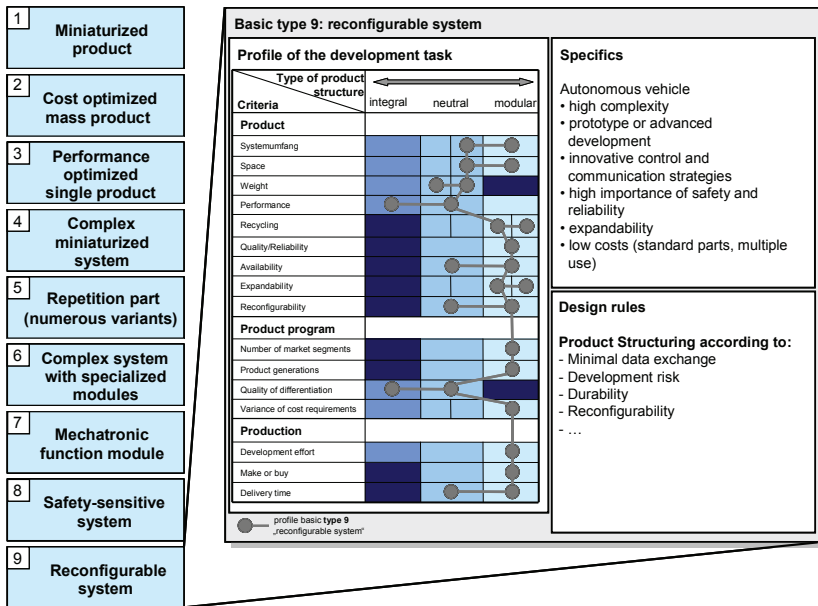 1
Miniaturized
product
2
Cost optimized
mass product
3
Performance
optimized
single product
4
Complex
miniaturized
system
5
Repetition part
(numerous variants)
6
Complex system
with specialized
modules
7
Mechatronic
function module
8
Safety-sensitive
system
9
Reconfigurable
system
Basic type 9: reconfigurable system
Profile of the development task
Type of product
structure
Criteria
integral neutral modular
Product
Systemumfang
Space
Weight
Performance
Recycling
Quality/Reliability
Availability
Expandability
Reconfigurability
Product program
Number of market segments
Product generations
Quality of differentiation
Variance of cost requirements
Production
Development effort
Make or buy
Delivery time
profile basic type 9
„reconfigurable system“
Specifics
Autonomous vehicle
• high complexity
• prototype or advanced
development
• innovative control and
communication strategies
• high importance of safety and
reliability
• expandability
• low costs (standard parts, multiple
use)
Design rules
Product Structuring according to:
- Minimal data exchange
- Development risk
- Durability
- Reconfigurability
- …